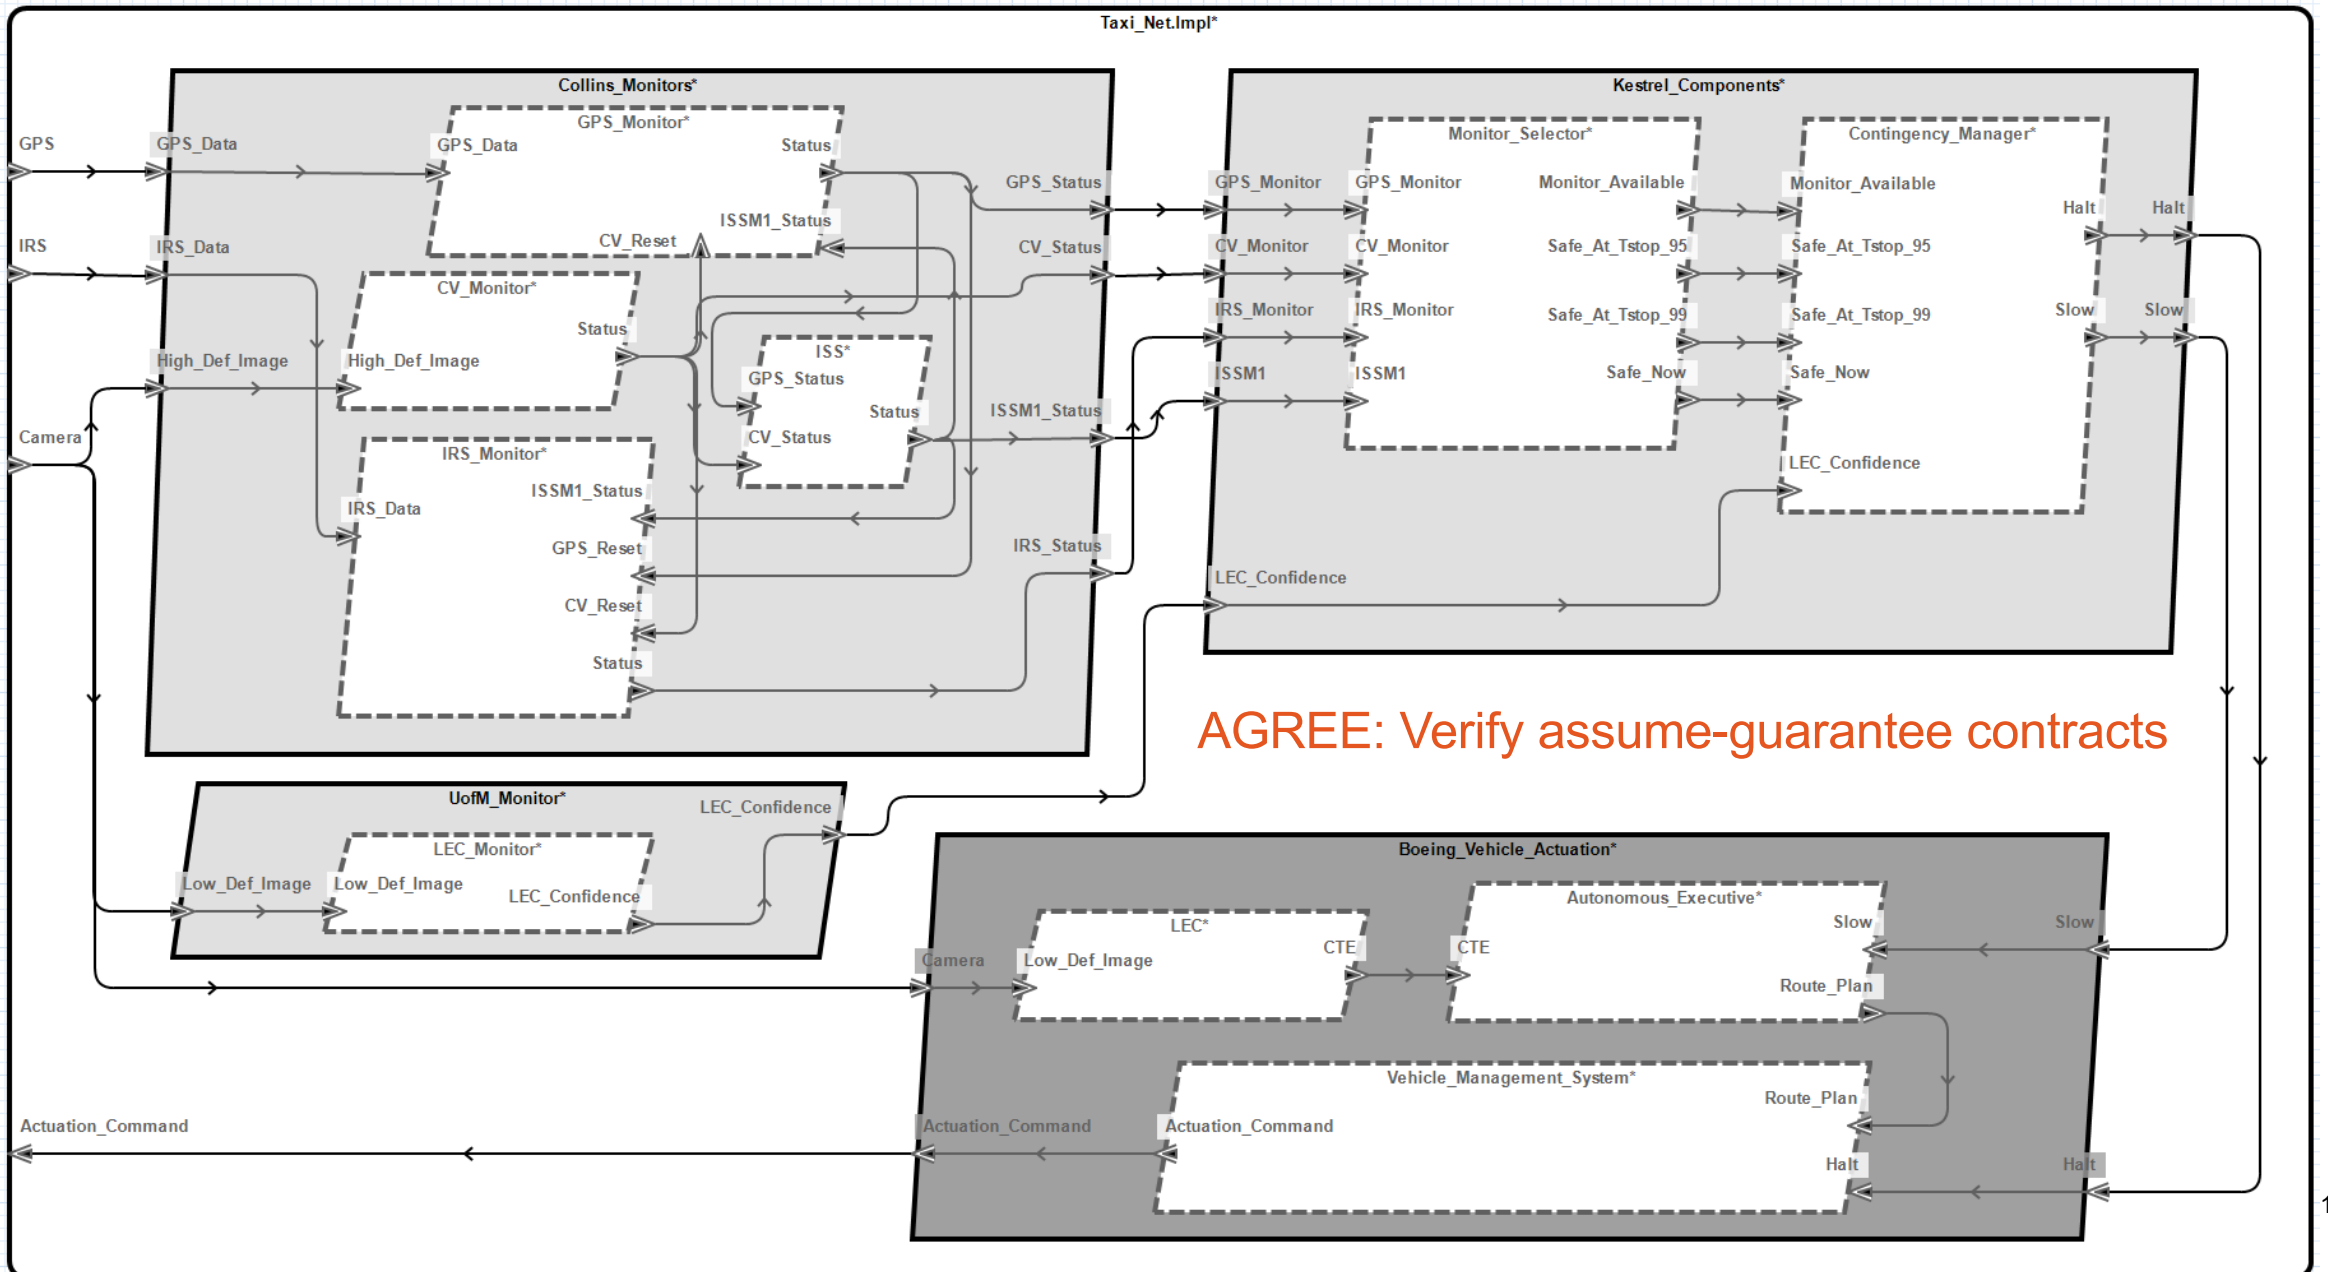 Taxi_Net.Impl*
Collins_Monitors*
GPS_Monitor*
GPS
GPS_Data
GPS_Data
Status
GPS_Status
ISSM1_Status
CV_Reset
IRS
IRS_Data
CV_Status
CV_Monitor*
Status
High_Def_Image
High_Def_Image
ISS*
GPS_Status
Status
CV_Status
ISSM1_Status
Camera
IRS_Monitor*
ISSM1_Status
IRS_Data
GPS_Reset
IRS_Status
CV_Reset
Status
Kestrel_Components*
Monitor_Selector*
Contingency_Manager*
GPS_Monitor
GPS_Monitor
Monitor_Available
Monitor_Available
Halt
Halt
CV_Monitor
CV_Monitor
Safe_At_Tstop_95
Safe_At_Tstop_95
IRS_Monitor
IRS_Monitor
Safe_At_Tstop_99
Safe_At_Tstop_99
Slow
Slow
ISSM1
ISSM1
Safe_Now
Safe_Now
LEC_Confidence
LEC_Confidence
AGREE: Verify assume-guarantee contracts
UofM_Monitor*
LEC_Confidence
LEC_Monitor*
Low_Def_Image
Low_Def_Image
LEC_Confidence
Boeing_Vehicle_Actuation*
Autonomous_Executive*
LEC*
Slow
Slow
CTE
CTE
Camera
Low_Def_Image
Route_Plan
Vehicle_Management_System*
Route_Plan
Actuation_Command
Actuation_Command
Actuation_Command
Halt
Halt
1